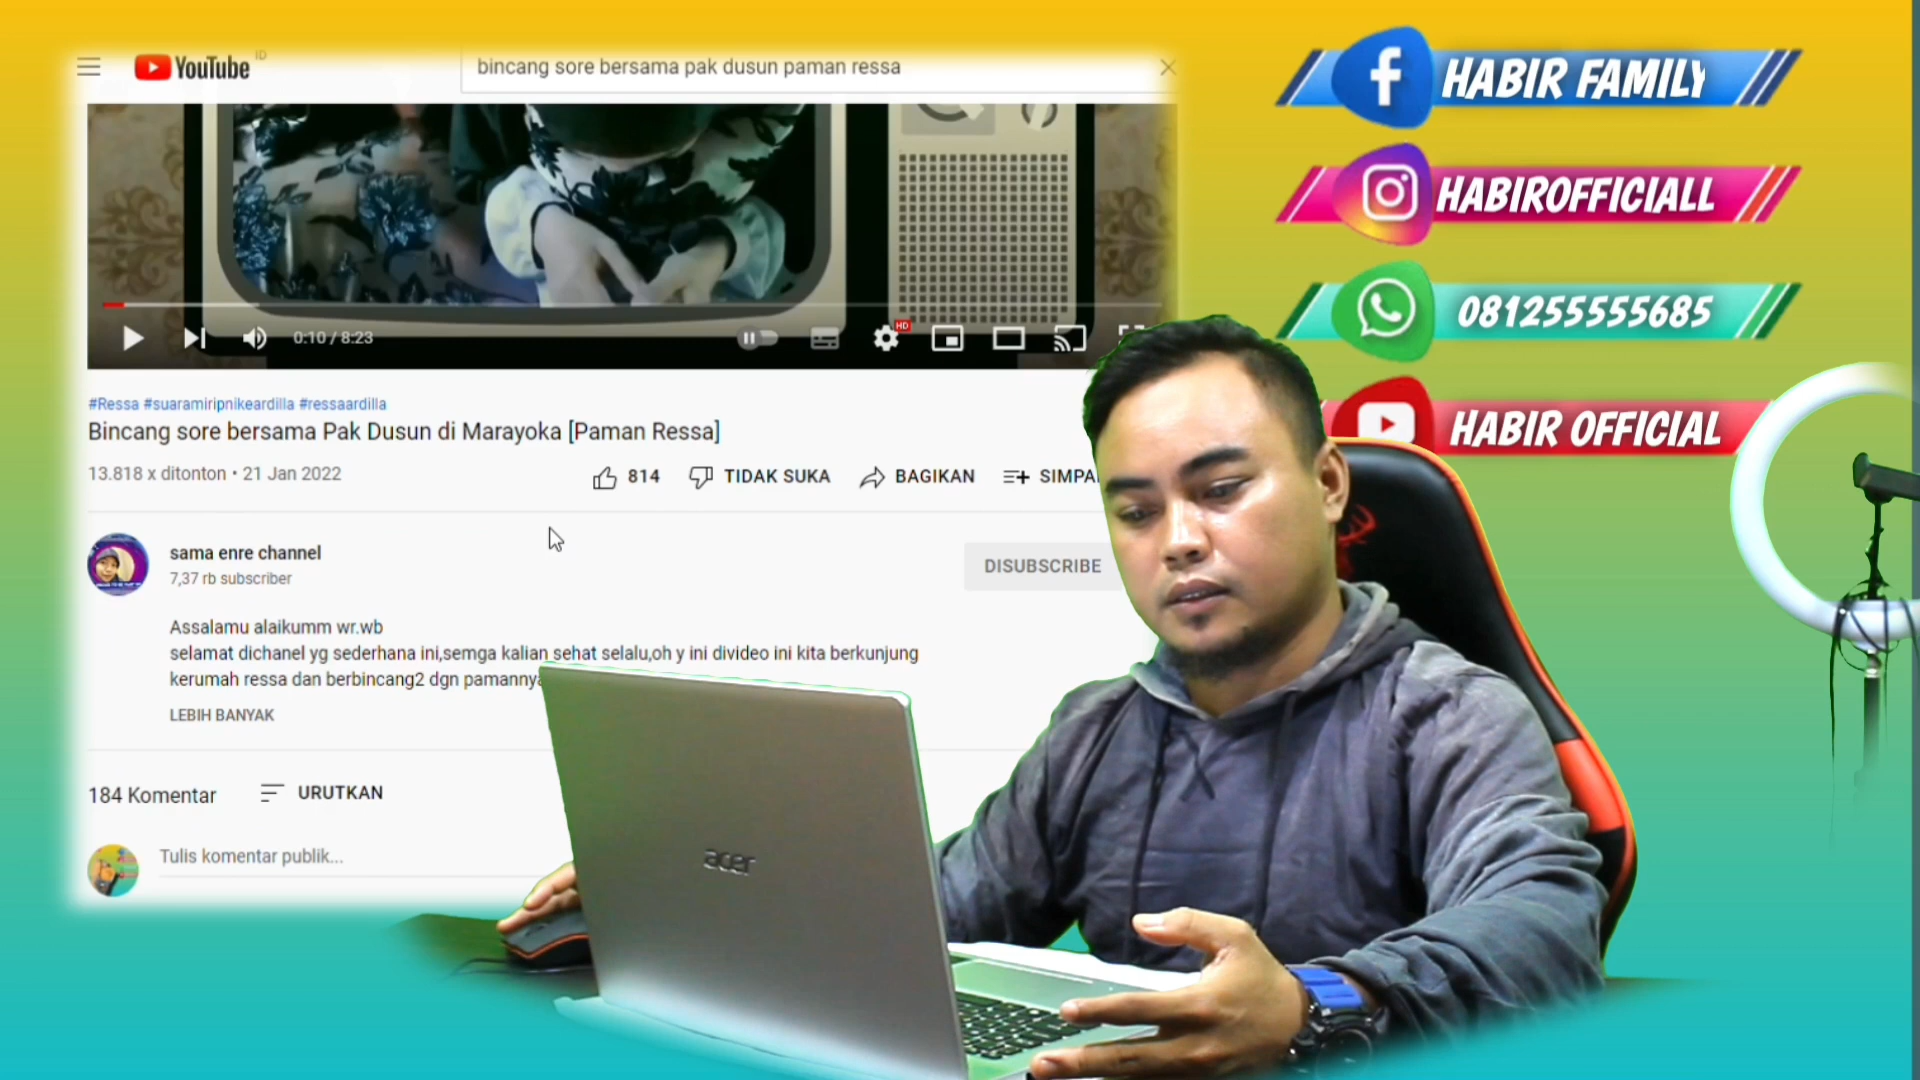 YouTube ID
bincang sore bersama pak dusun paman ressa
0:10 / 8:23
HD
#Ressa #suaramiripnikeardilla #ressaardilla
Bincang sore bersama Pak Dusun di Marayoka [Paman Ressa]
13.818 x ditonton • 21 Jan 2022
814
TIDAK SUKA
BAGIKAN
SIMPA
sama enre channel
7,37 rb subscriber
DISUBSCRIBE
Assalamu alaikumm wr.wb
selamat dichanel yg sederhana ini,semga kalian sehat selalu,oh y ini divideo ini kita berkunjung
kerumah ressa dan berbincang2 dgn pamannya
LEBIH BANYAK
184 Komentar
URUTKAN
Tulis komentar publik...
HABIR FAMILY
HABIROFFICIALL
081255555685
HABIR OFFICIAL
acer